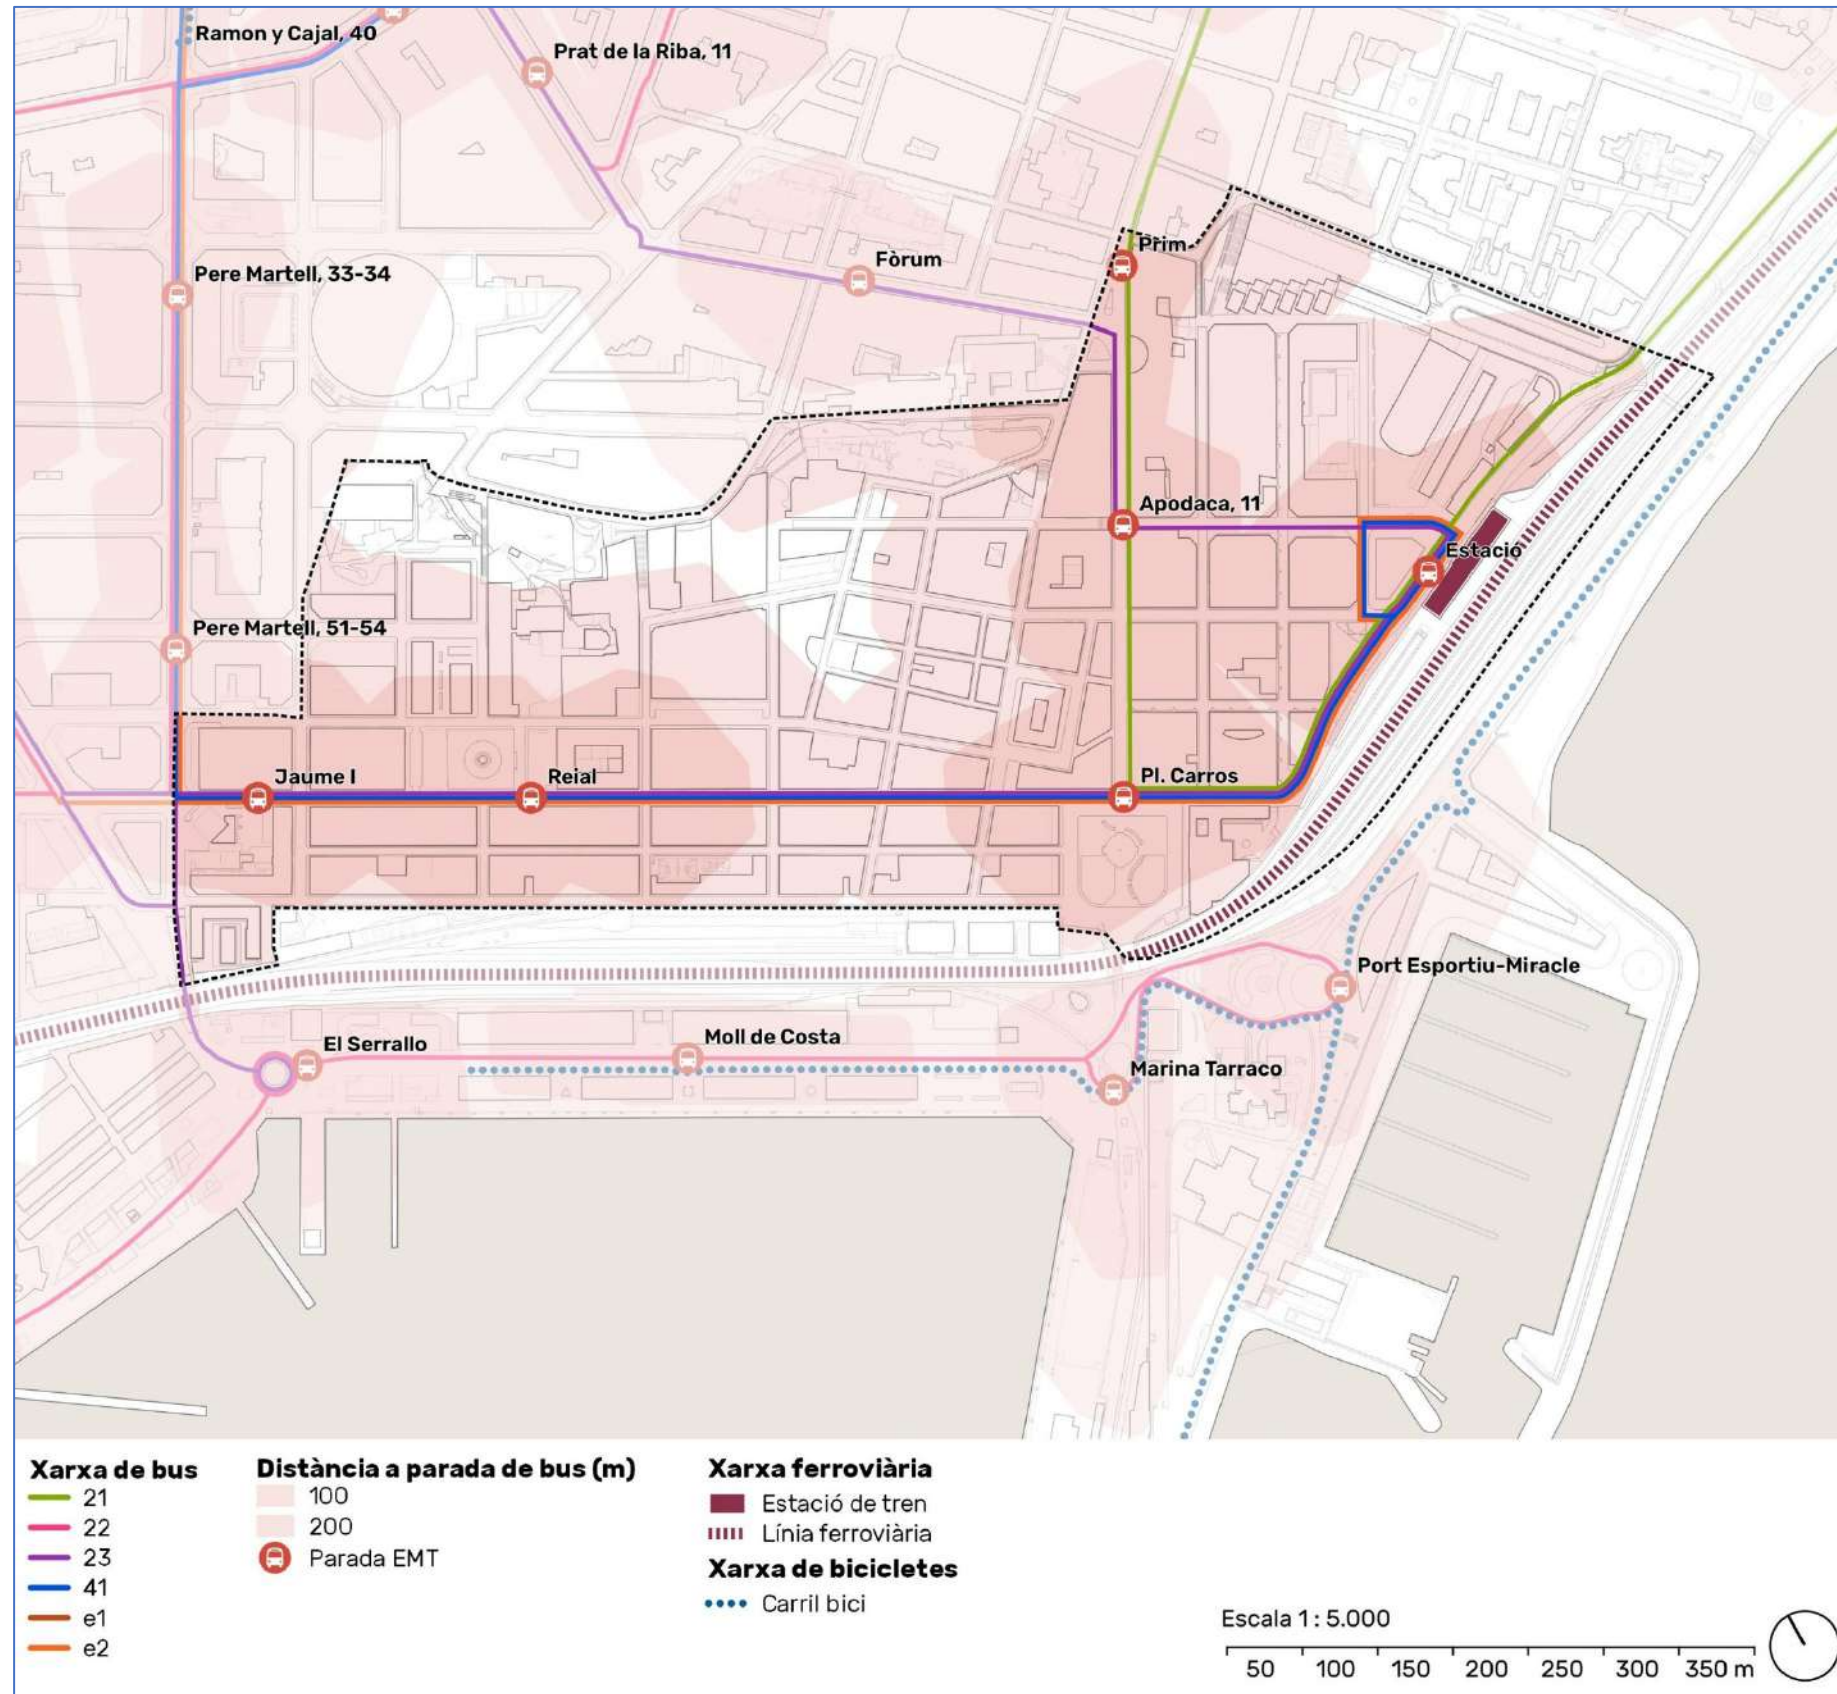 Ramon y Cajal, 40
Prat de la Riba, 11
Prim
Fòrum
Pere Martell, 33-34
Apodaca, 11
Estació
Pere Martell, 51-54
Jaume I
Reial
Pl. Carros
Port Esportiu-Miracle
El Serrallo
Moll de Costa
Marina Tarraco
Xarxa de bus
21
22
23
41
e1
e2
Distància a parada de bus (m)
100
200
Parada EMT
Xarxa ferroviària
Estació de tren
Línia ferroviària
Xarxa de bicicletes
Carril bici
Escala 1 : 5.000
50 100 150 200 250 300 350 m